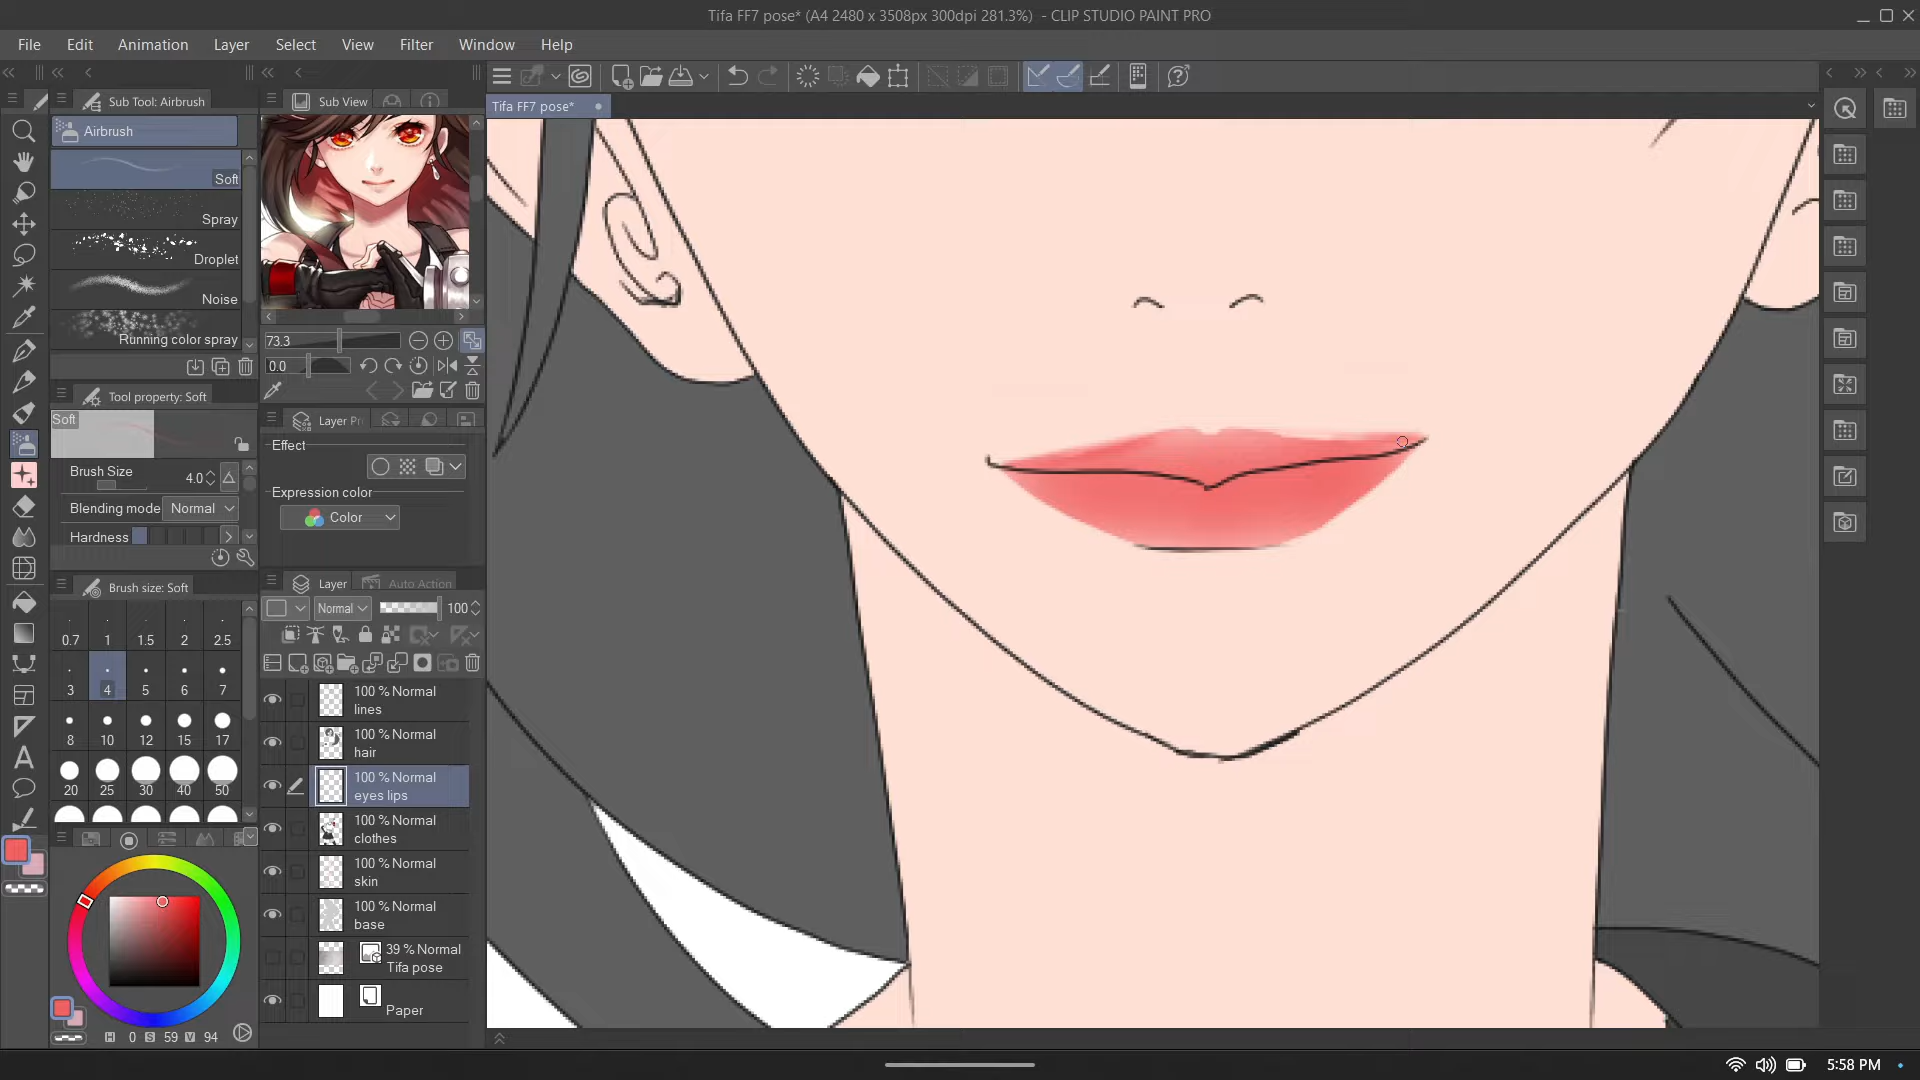 Tifa FF7 pose* (A4 2480 x 3508px 300dpi 281.3%) - CLIP STUDIO PAINT PRO
File Edit Animation Layer Select View Filter Window Help
Sub Tool: Airbrush
Sub View
Tifa FF7 pose*
Airbrush
Soft
Spray
Droplet
Noise
Running color spray
73.3
0.0
Tool property: Soft
Soft
Brush Size 4.0
Blending mode Normal
Hardness
Layer Pr
Effect
Expression color
Color
Brush size: Soft
0.7 1 1.5 2 2.5
3 4 5 6 7
8 10 12 15 17
20 25 30 40 50
Layer Auto Action
Normal 100
100 % Normal
lines
100 % Normal
hair
100 % Normal
eyes lips
100 % Normal
clothes
100 % Normal
skin
100 % Normal
base
39 % Normal
Tifa pose
Paper
H 0 S 59 V 94
5:58 PM